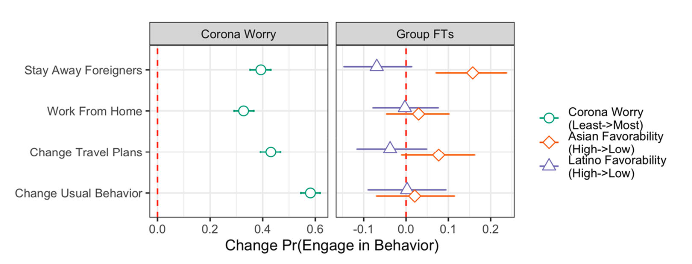 Corona Worry
Group FTs
Stay Away Foreigners
Work From Home
Change Travel Plans
Change Usual Behavior
0.0
0.2
0.4
0.6
-0.1
0.0
0.1
0.2
Change Pr(Engage in Behavior)
Corona Worry
(Least->Most)
Asian Favorability
(High->Low)
Latino Favorability
(High->Low)